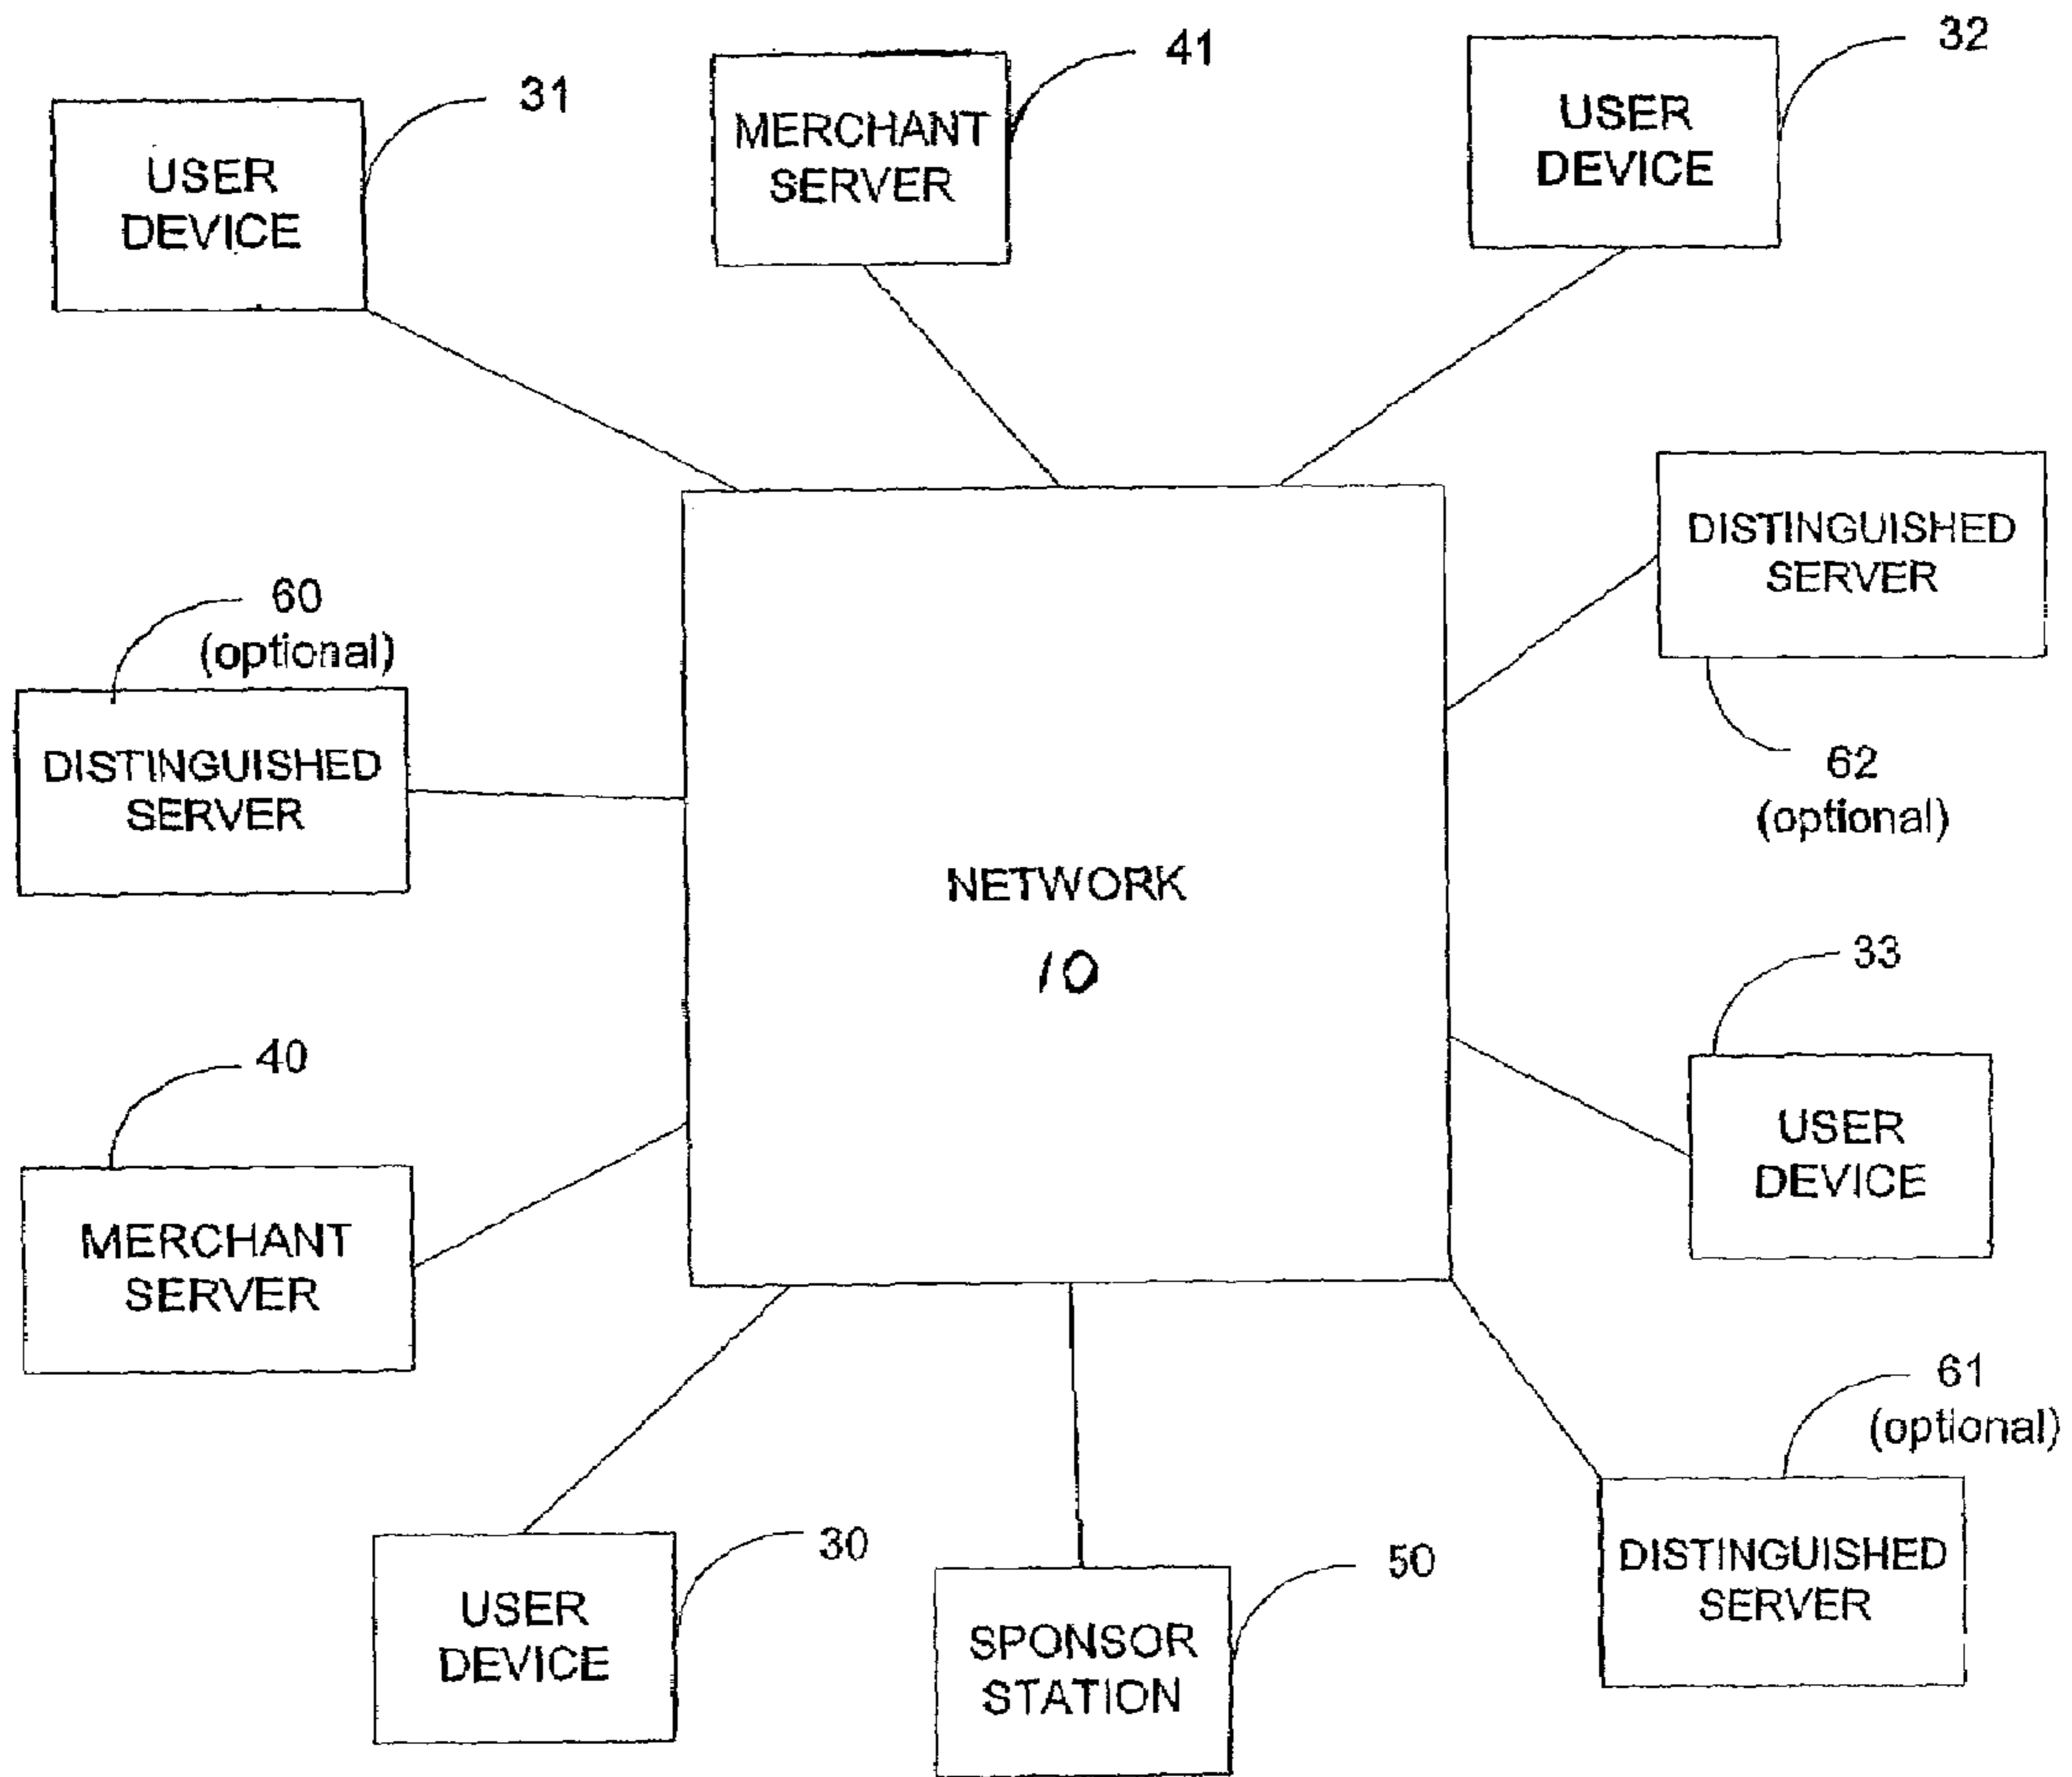 31
USER
DEVICE
41
MERCHANT
SERVER
32
USER
DEVICE
60
(optional)
DISTINGUISHED
SERVER
DISTINGUISHED
SERVER
62
(optional)
NETWORK
10
33
USER
DEVICE
40
MERCHANT
SERVER
61
(optional)
DISTINGUISHED
SERVER
30
USER
DEVICE
50
SPONSOR
STATION